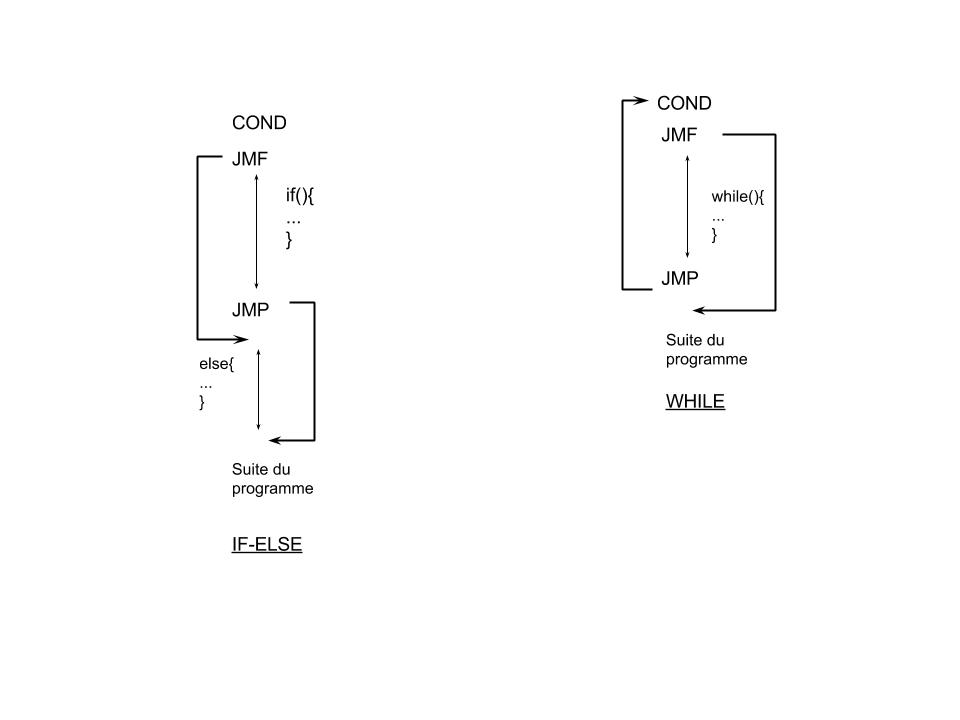 COND
JMF
if(){
...
}
JMP
else{
...
}
Suite du
programme
IF-ELSE
COND
JMF
while(){
...
}
JMP
Suite du
programme
WHILE